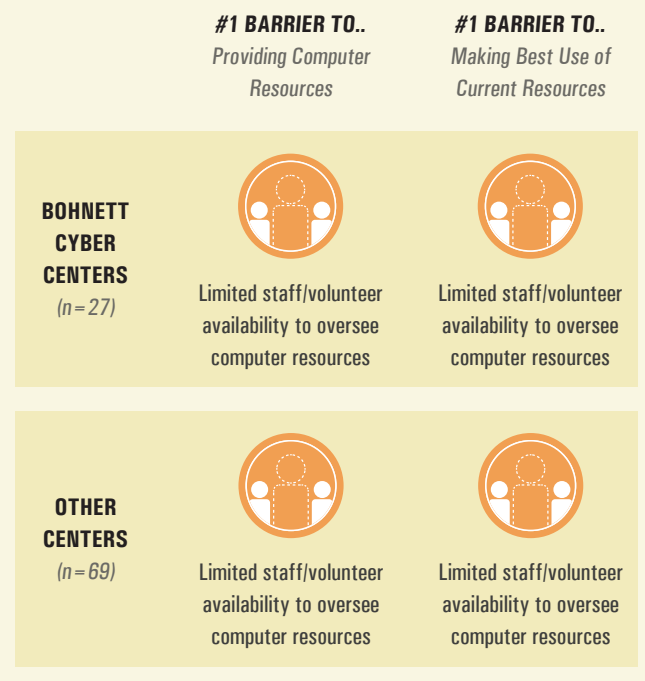 #1 BARRIER TO..
Providing Computer
Resources
#1 BARRIER TO..
Making Best Use of
Current Resources
BOHNETT
CYBER
CENTERS
(n=27)
Limited staff/volunteer
availability to oversee
computer resources
Limited staff/volunteer
availability to oversee
computer resources
OTHER
CENTERS
(n=69)
Limited staff/volunteer
availability to oversee
computer resources
Limited staff/volunteer
availability to oversee
computer resources